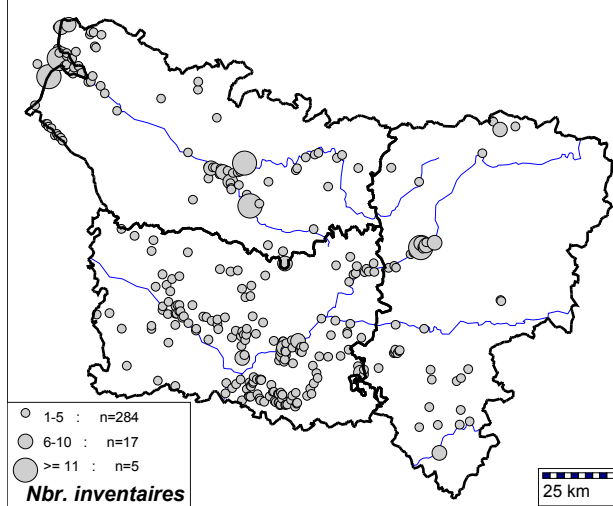 1-5 : n=284
6-10 : n=17
>= 11 : n=5
Nbr. inventaires
25 km